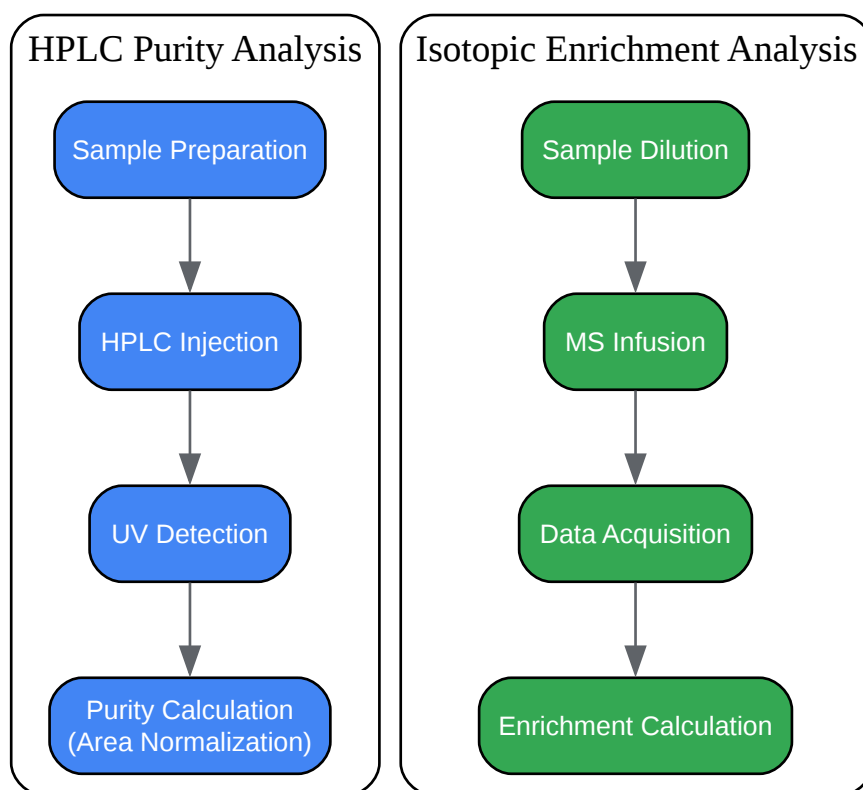 HPLC Purity Analysis
Sample Preparation
HPLC Injection
UV Detection
Purity Calculation
(Area Normalization)
Isotopic Enrichment Analysis
Sample Dilution
MS Infusion
Data Acquisition
Enrichment Calculation